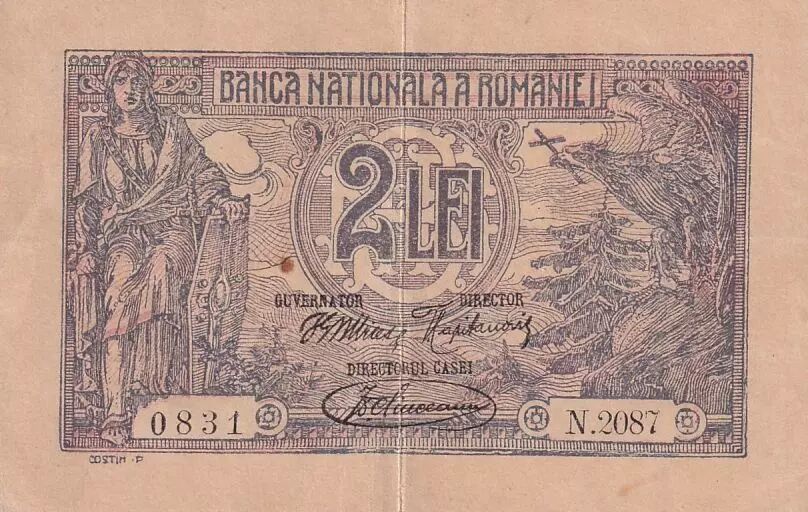 BANCA NATIONALA A ROMANIEI
2 LEI
GUVERNATOR DIRECTOR
DIRECTORUL CASEI
0831 N.2087
COSTIN·P